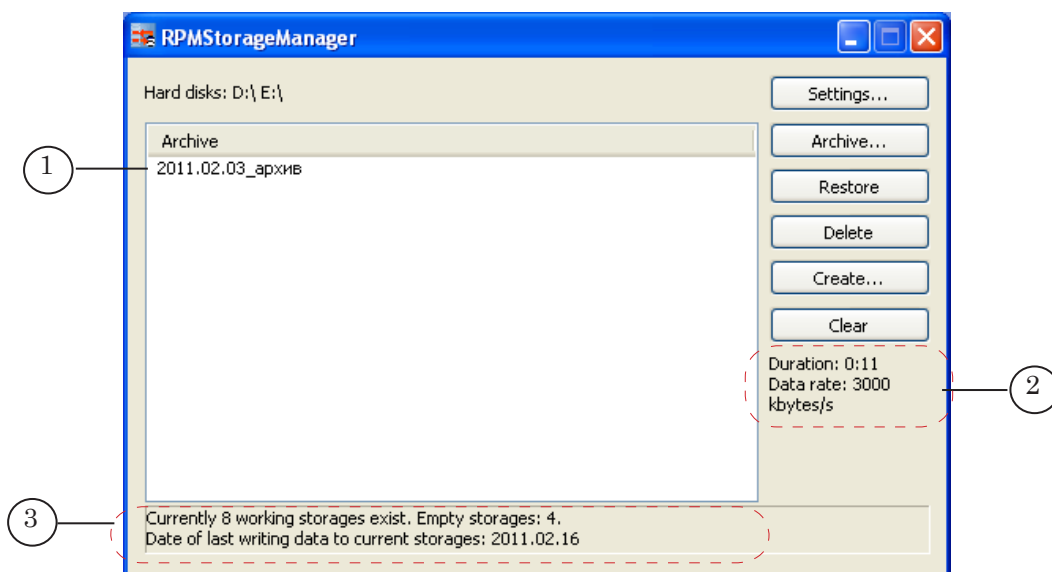 RPMStorageManager
Hard disks: D:\ E:\
Settings...
Archive
Archive...
1
2011.02.03_архив
Restore
Delete
Create...
Clear
Duration: 0:11
Data rate: 3000
kbytes/s
2
3
Currently 8 working storages exist. Empty storages: 4.
Date of last writing data to current storages: 2011.02.16